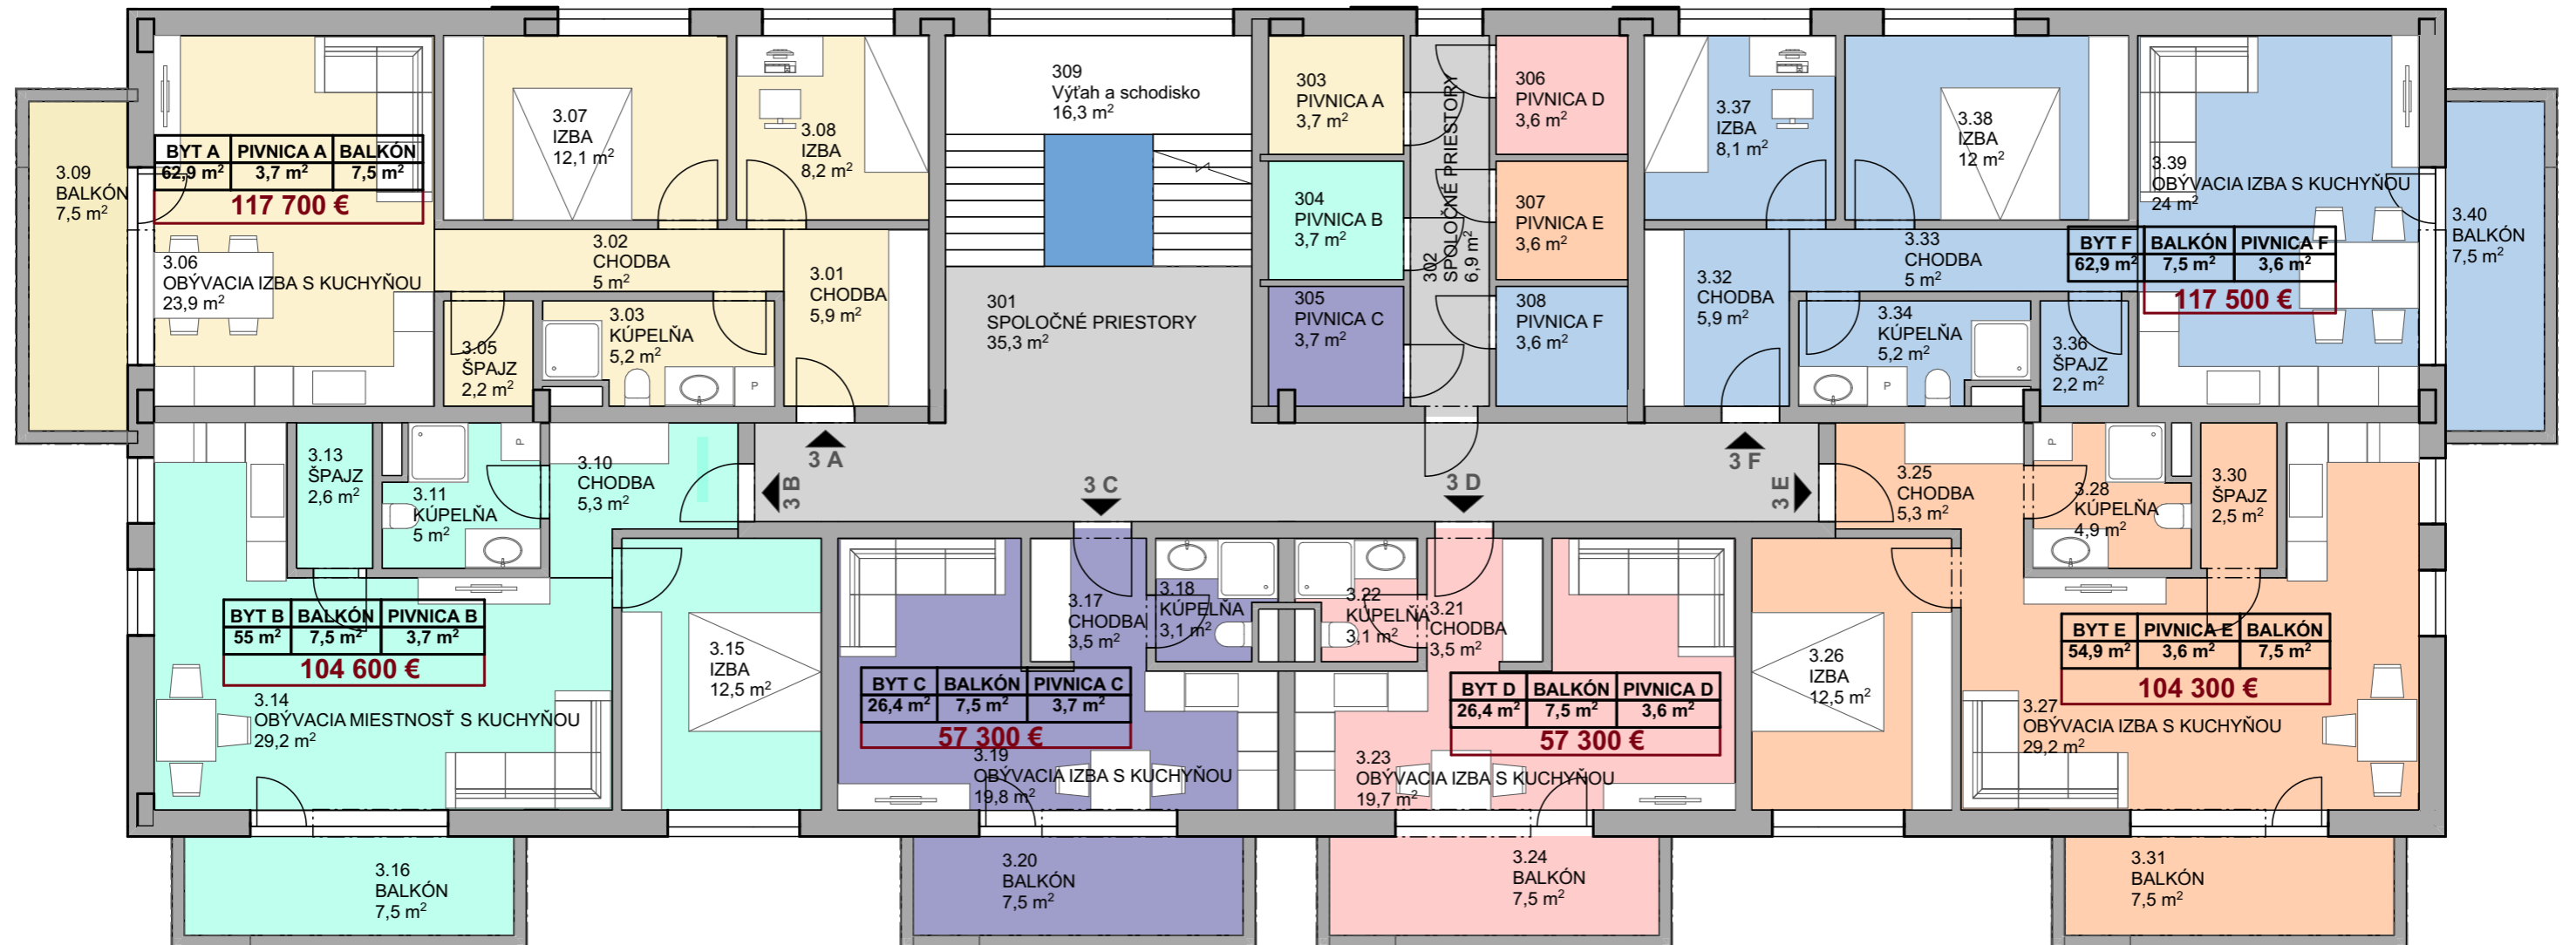 3.09
BALKÓN
7,5 m²
BYT A PIVNICA A BALKÓN
62,9 m² 3,7 m² 7,5 m²
117 700 €
3.06
OBÝVACIA IZBA S KUCHYŇOU
23,9 m²
3.07
IZBA
12,1 m²
3.08
IZBA
8,2 m²
3.02
CHODBA
5 m²
3.01
CHODBA
5,9 m²
3.05
ŠPAJZ
2,2 m²
3.03
KÚPELŇA
5,2 m²
P
309
Výťah a schodisko
16,3 m²
301
SPOLOČNÉ PRIESTORY
35,3 m²
303
PIVNICA A
3,7 m²
304
PIVNICA B
3,7 m²
305
PIVNICA C
3,7 m²
302
SPOLOČNÉ PRIESTORY
6,9 m²
306
PIVNICA D
3,6 m²
307
PIVNICA E
3,6 m²
308
PIVNICA F
3,6 m²
3.37
IZBA
8,1 m²
3.38
IZBA
12 m²
3.39
OBÝVACIA IZBA S KUCHYŇOU
24 m²
3.40
BALKÓN
7,5 m²
3.33
CHODBA
5 m²
BYT F BALKÓN PIVNICA F
62,9 m² 7,5 m² 3,6 m²
117 500 €
3.32
CHODBA
5,9 m²
3.34
KÚPELŇA
5,2 m²
P
3.36
ŠPAJZ
2,2 m²
3 A
3 B
3 C
3 D
3 F
3 E
3.13
ŠPAJZ
2,6 m²
3.11
KÚPELŇA
5 m²
P
3.10
CHODBA
5,3 m²
BYT B BALKÓN PIVNICA B
55 m² 7,5 m² 3,7 m²
104 600 €
3.14
OBÝVACIA MIESTNOSŤ S KUCHYŇOU
29,2 m²
3.15
IZBA
12,5 m²
3.16
BALKÓN
7,5 m²
3.17
CHODBA
3,5 m²
3.18
KÚPELŇA
3,1 m²
BYT C BALKÓN PIVNICA C
26,4 m² 7,5 m² 3,7 m²
57 300 €
3.19
OBÝVACIA IZBA S KUCHYŇOU
19,8 m²
3.20
BALKÓN
7,5 m²
3.22
KÚPELŇA
3,1 m²
3.21
CHODBA
3,5 m²
BYT D BALKÓN PIVNICA D
26,4 m² 7,5 m² 3,6 m²
57 300 €
3.23
OBÝVACIA IZBA S KUCHYŇOU
19,7 m²
3.24
BALKÓN
7,5 m²
3.25
CHODBA
5,3 m²
P
3.28
KÚPELŇA
4,9 m²
3.30
ŠPAJZ
2,5 m²
3.26
IZBA
12,5 m²
BYT E PIVNICA E BALKÓN
54,9 m² 3,6 m² 7,5 m²
104 300 €
3.27
OBÝVACIA IZBA S KUCHYŇOU
29,2 m²
3.31
BALKÓN
7,5 m²